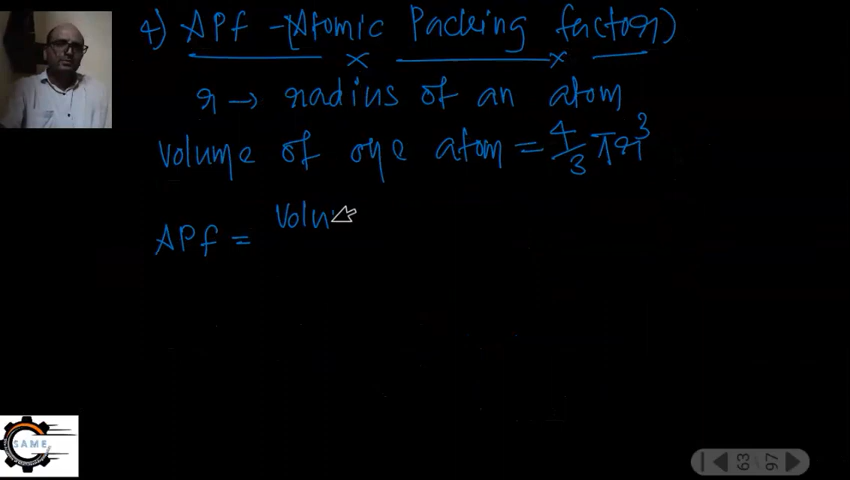 4) APf - (Atomic Packing factor)
r → radius of an atom
Volume of one atom = 4/3 πr³
APf = Volu
SAME
63
97